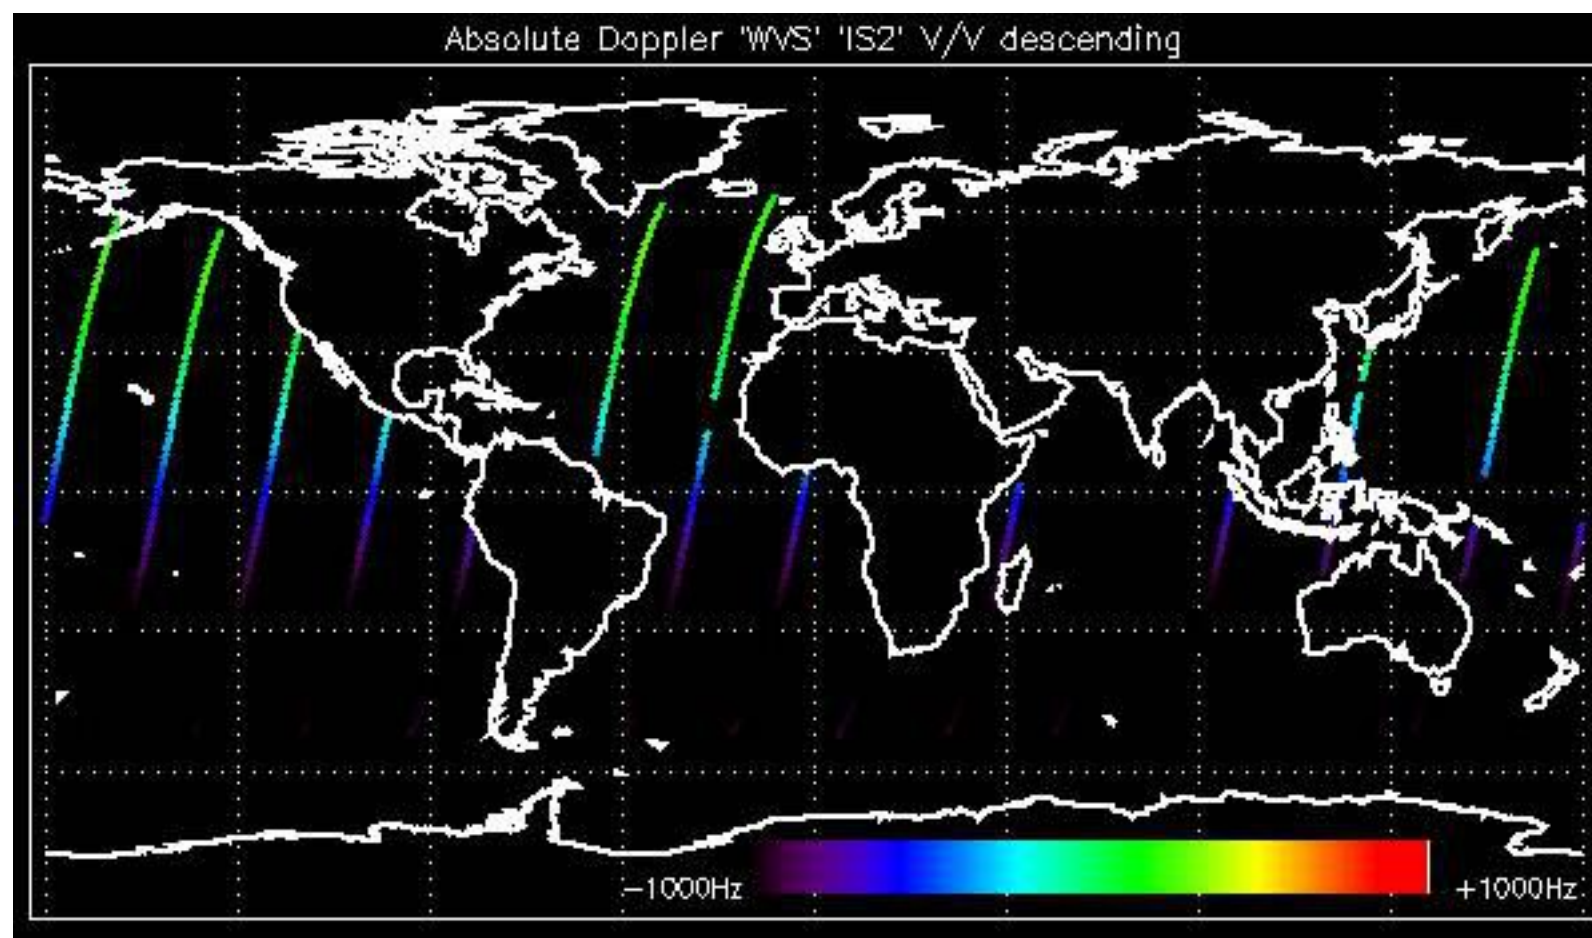 Absolute Doppler 'WVS' 'IS2' V/V descending
-1000Hz +1000Hz